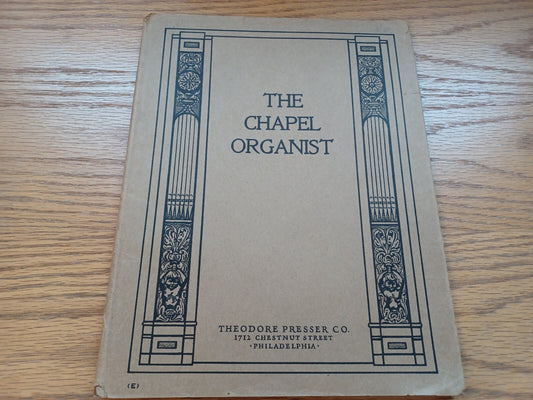 THE
CHAPEL
ORGANIST
THEODORE PRESSER CO.
1712 CHESTNUT STREET
· PHILADELPHIA ·
(E)